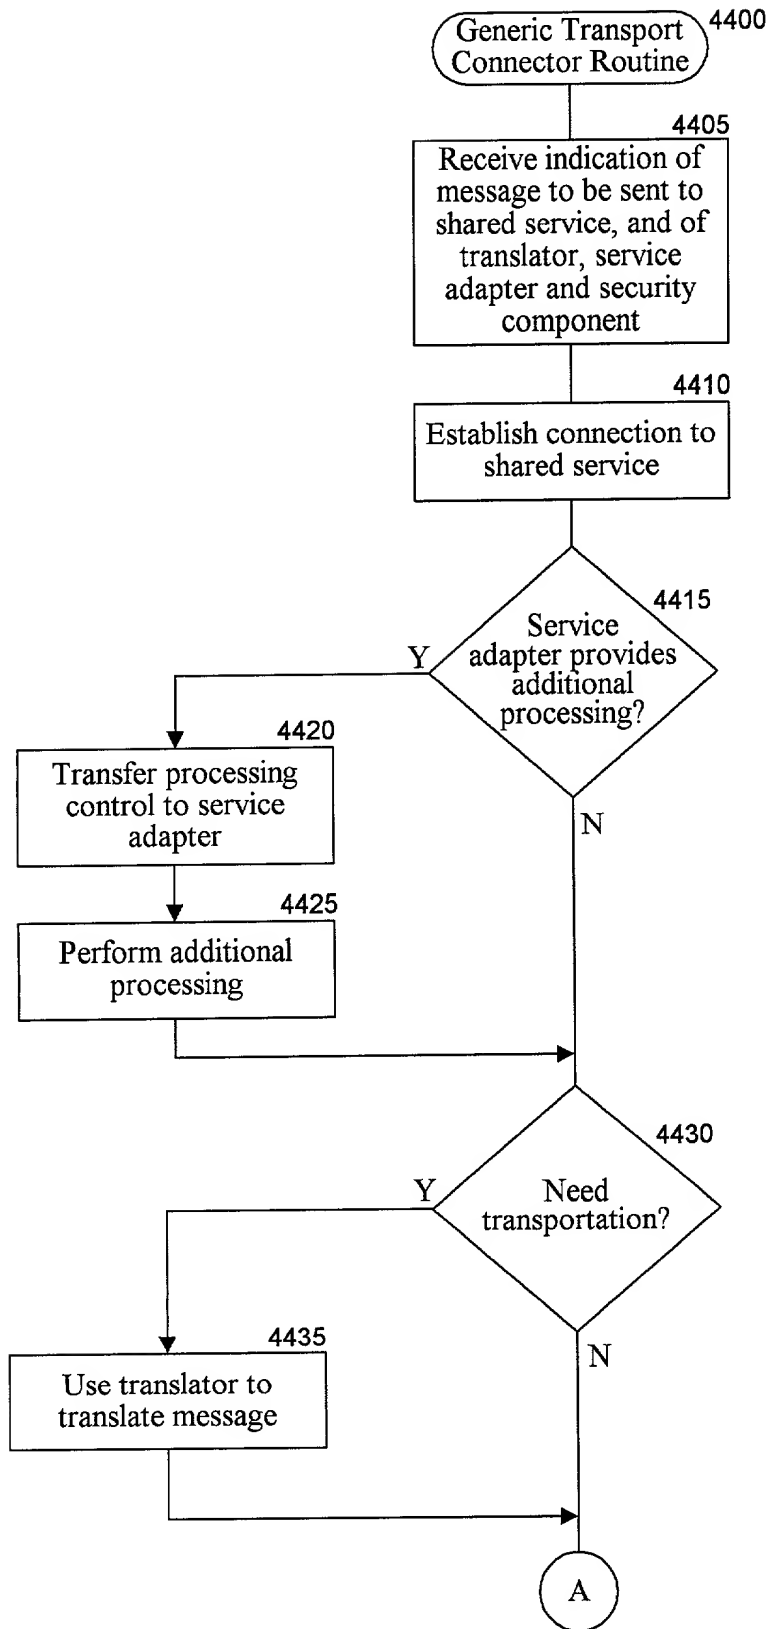 Generic Transport
Connector Routine
4400
4405
Receive indication of
message to be sent to
shared service, and of
translator, service
adapter and security
component
4410
Establish connection to
shared service
4415
Service
adapter provides
additional
processing?
Y
N
4420
Transfer processing
control to service
adapter
4425
Perform additional
processing
4430
Need
transportation?
Y
N
4435
Use translator to
translate message
A